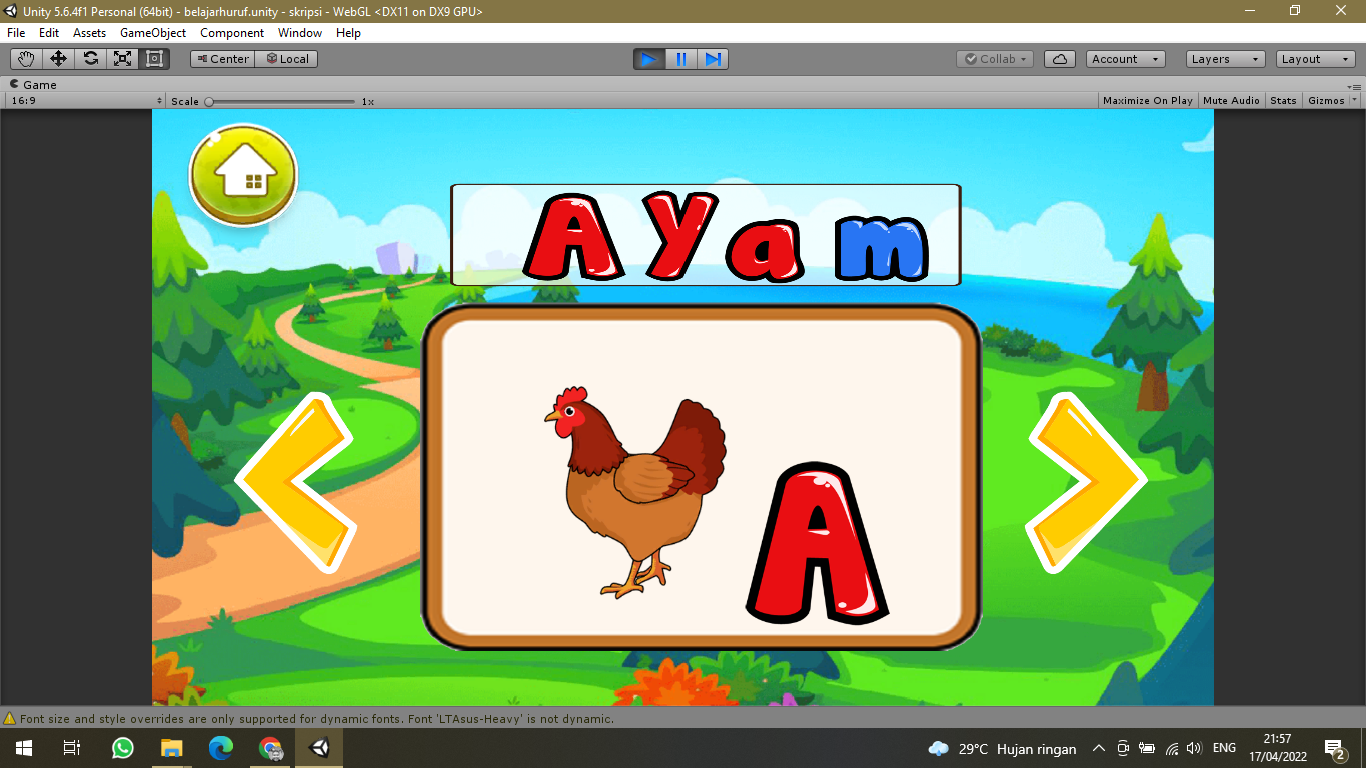 Unity 5.6.4f1 Personal (64bit) - belajarhuruf.unity - skripsi - WebGL <DX11 on DX9 GPU>
File Edit Assets GameObject Component Window Help
Center Local Collab Account Layers Layout
Game
16:9 Scale 1x Maximize On Play Mute Audio Stats Gizmos
A y a m
A
Font size and style overrides are only supported for dynamic fonts. Font 'LTAsus-Heavy' is not dynamic.
29°C Hujan ringan ENG 21:57
17/04/2022 2